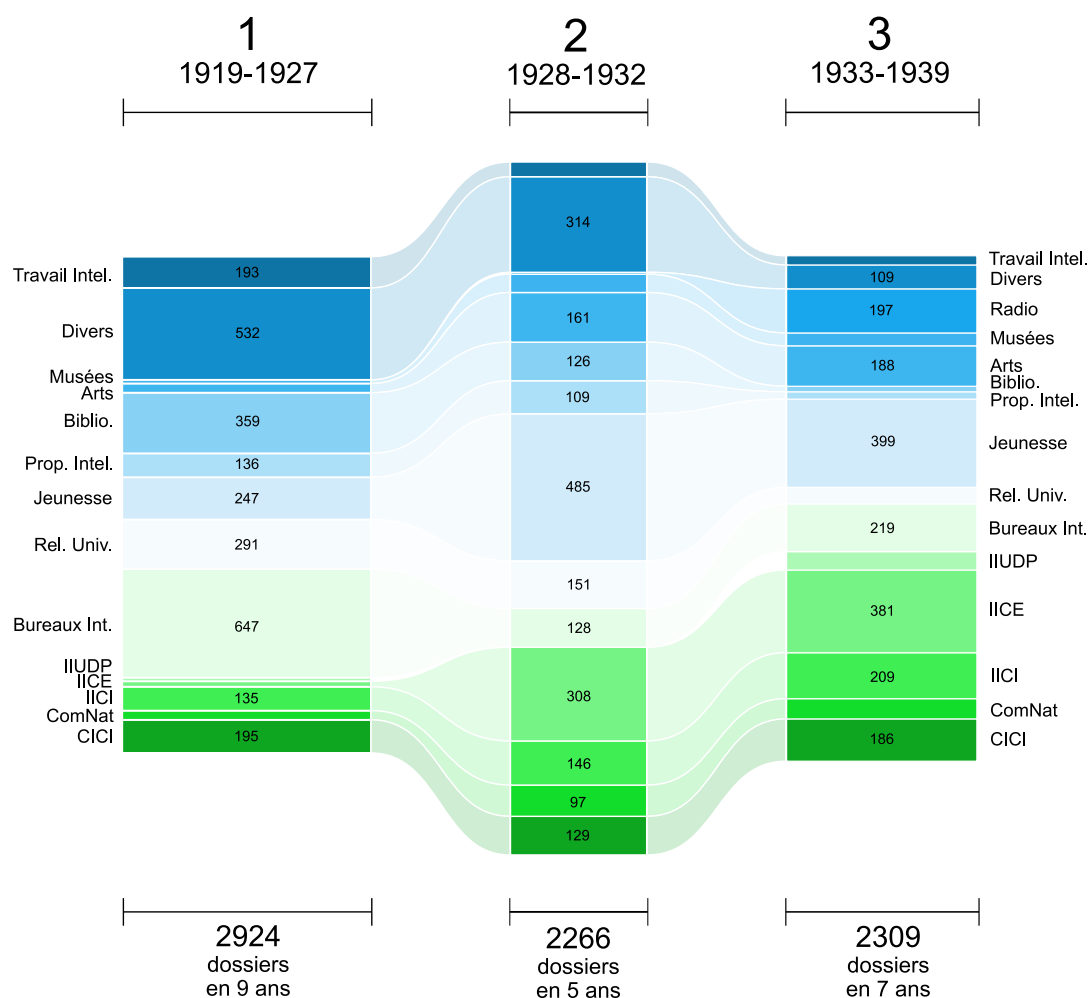 1
1919-1927
2
1928-1932
3
1933-1939
Travail Intel.
Divers
Musées
Arts
Biblio.
Prop. Intel.
Jeunesse
Rel. Univ.
Bureaux Int.
IIUDP
IICE
IICI
ComNat
CICI
193
532
359
136
247
291
647
135
195
314
161
126
109
485
151
128
308
146
97
129
109
197
188
399
219
381
209
186
Travail Intel.
Divers
Radio
Musées
Arts
Biblio.
Prop. Intel.
Jeunesse
Rel. Univ.
Bureaux Int.
IIUDP
IICE
IICI
ComNat
CICI
2924
dossiers
en 9 ans
2266
dossiers
en 5 ans
2309
dossiers
en 7 ans